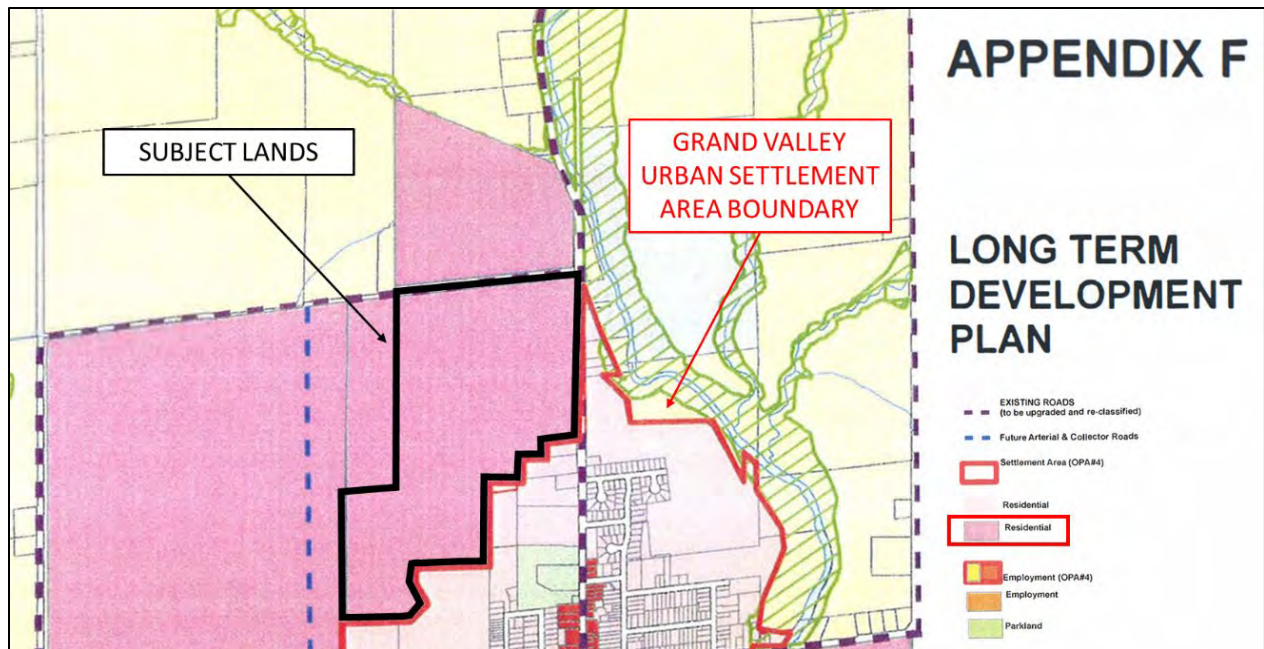 APPENDIX F
SUBJECT LANDS
GRAND VALLEY
URBAN SETTLEMENT
AREA BOUNDARY
LONG TERM
DEVELOPMENT
PLAN
EXISTING ROADS
(to be upgraded and re-classified)
Future Arterial & Collector Roads
Settlement Area (OPA#4)
Residential
Residential
Employment (OPA#4)
Employment
Parkland